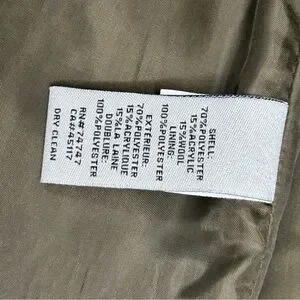 SHELL:
70%POLYESTER
15%ACRYLIC
15%WOOL
LINING:
100%POLYESTER
EXTÉRIEUR:
70%POLYESTER
15%ACRYLIQUE
15%LA LAINE
DOUBLURE:
100%POLYESTER
RN#74747
CA#45117
DRY CLEAN